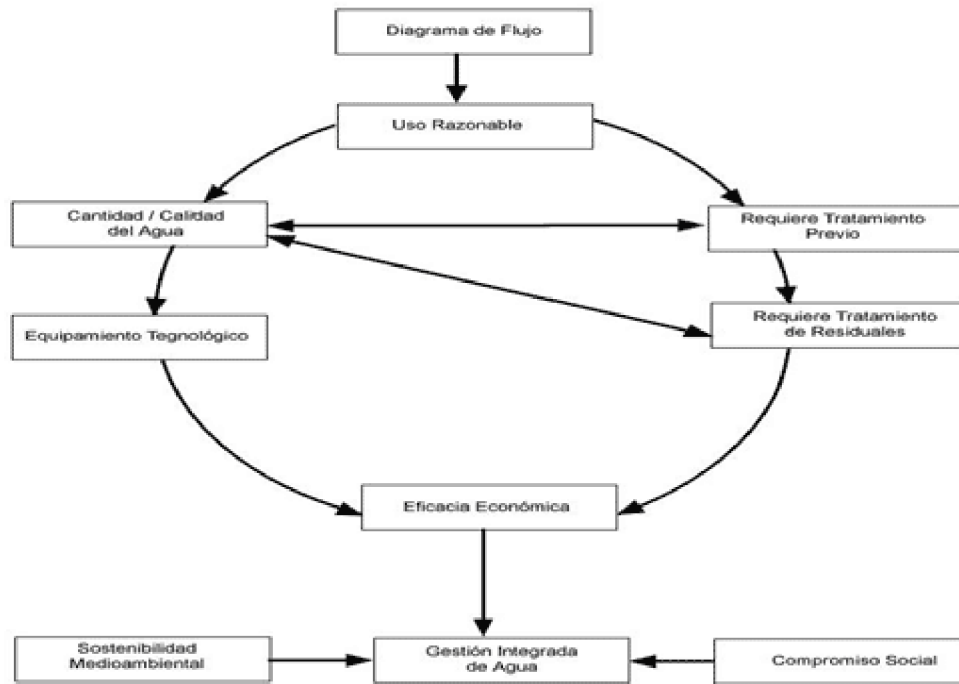 Diagrama de Flujo
Uso Razonable
Cantidad / Calidad
del Agua
Requiere Tratamiento
Previo
Equipamiento Tegnológico
Requiere Tratamiento
de Residuales
Eficacia Económica
Sostenibilidad
Medioambiental
Gestión Integrada
de Agua
Compromiso Social